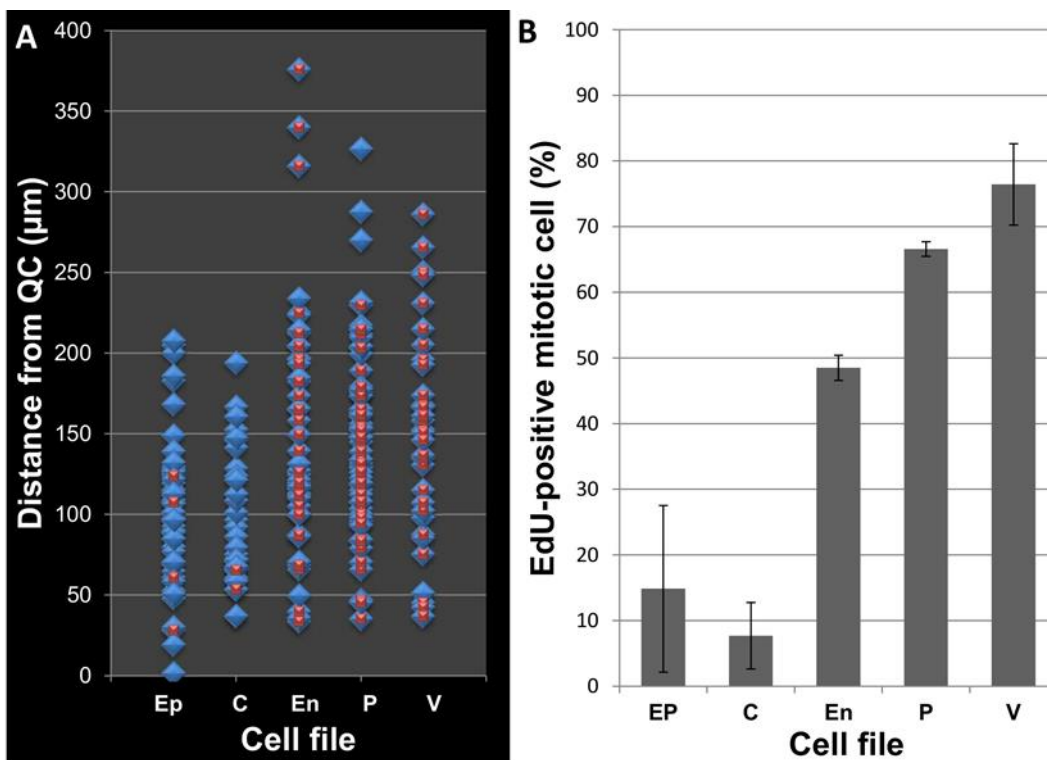 A
Distance from QC (µm)
400
350
300
250
200
150
100
50
0
Ep C En P V
Cell file
B
EdU-positive mitotic cell (%)
100
90
80
70
60
50
40
30
20
10
0
EP C En P V
Cell file